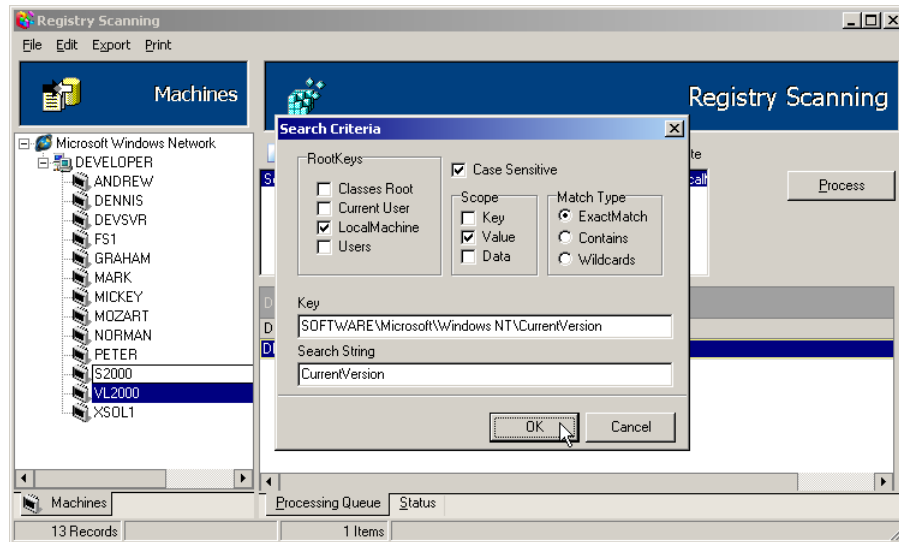 Registry Scanning
File Edit Export Print
Machines
Registry Scanning
Microsoft Windows Network
DEVELOPER
ANDREW
DENNIS
DEVSVR
FS1
GRAHAM
MARK
MICKEY
MOZART
NORMAN
PETER
S2000
VL2000
XSOL1
Search Criteria
RootKeys
Classes Root
Current User
LocalMachine
Users
Case Sensitive
Scope
Key
Value
Data
Match Type
ExactMatch
Contains
Wildcards
Key
SOFTWARE\Microsoft\Windows NT\CurrentVersion
Search String
CurrentVersion
OK Cancel
Process
Machines
Processing Queue Status
13 Records 1 Items